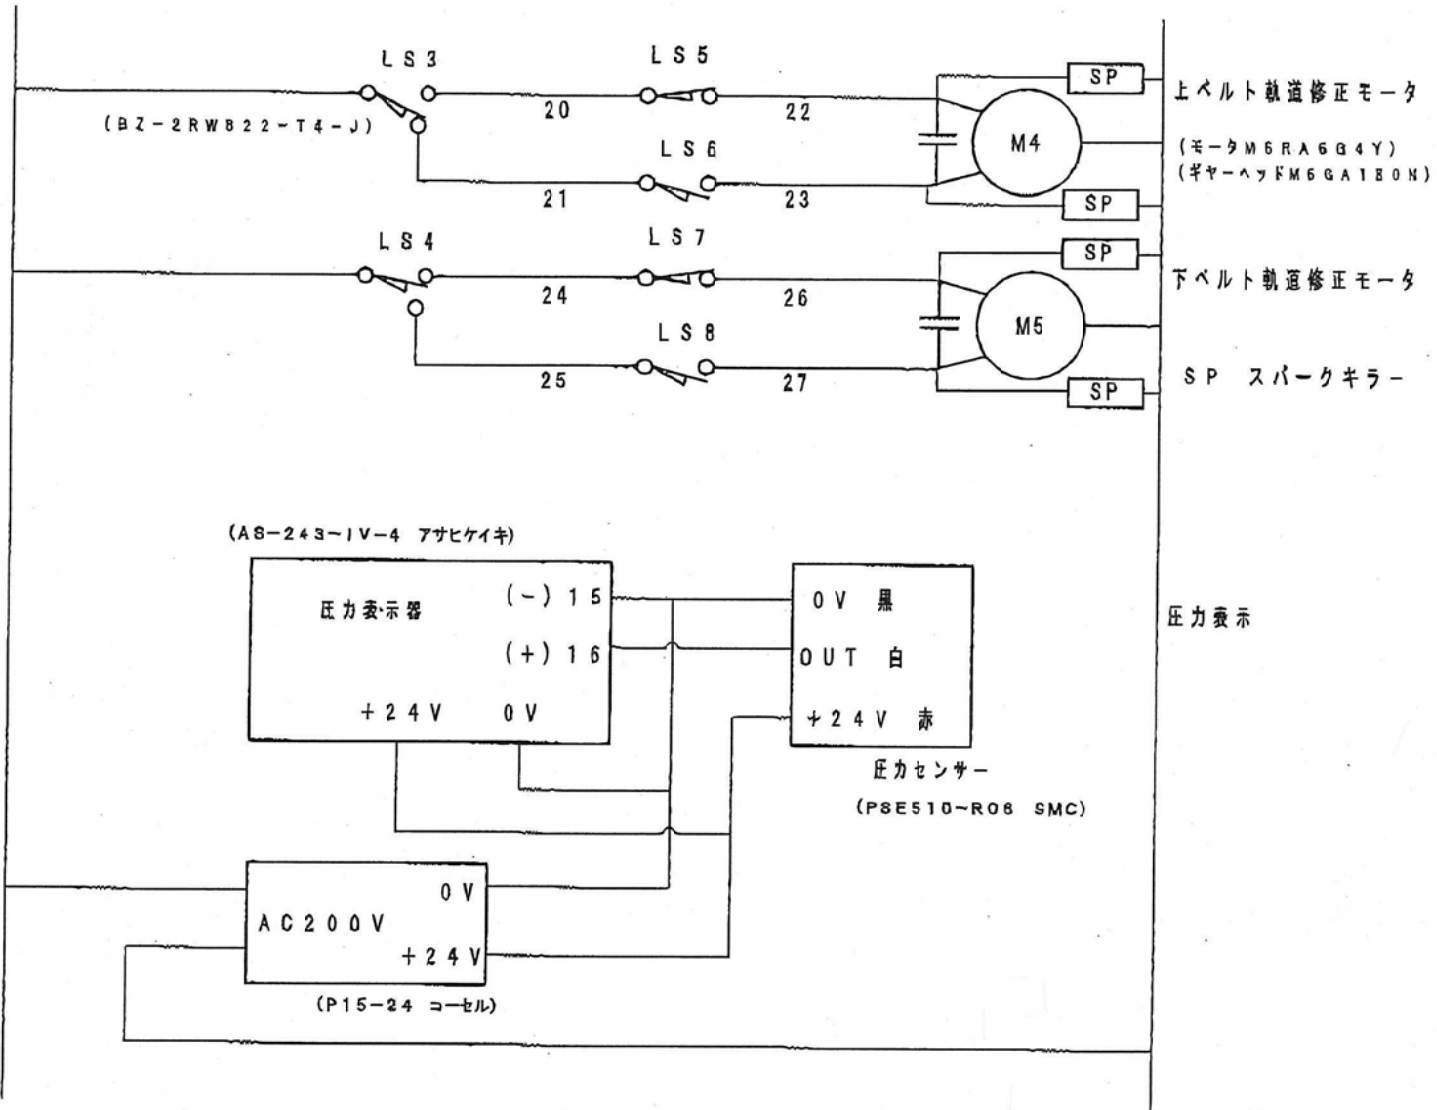 LS3
LS5
SP
上ベルト軌道修正モータ
(BZ-2RW822-T4-J)
20
22
M4
(モータM6RA6G4Y)
(ギヤーヘッドM6GA180N)
LS6
21
23
SP
LS4
LS7
SP
下ベルト軌道修正モータ
24
26
M5
LS8
25
27
SP
SP スパークキラー
(AS-243-IV-4 アサヒケイキ)
圧力表示器
(-)15
(+)16
+24V 0V
0V 黒
OUT 白
+24V 赤
圧力表示
圧力センサー
(PSE510-R06 SMC)
0V
AC200V
+24V
(P15-24 コーセル)